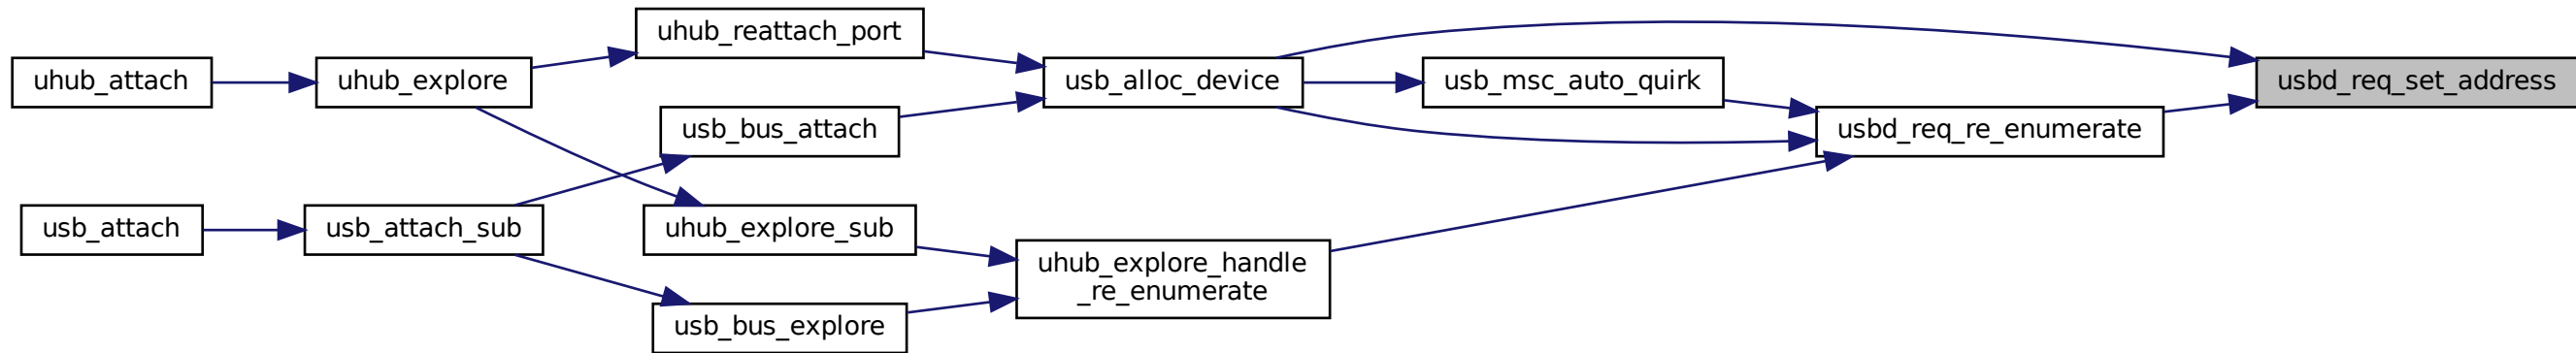 uhub_reattach_port
uhub_attach
uhub_explore
usb_alloc_device
usb_msc_auto_quirk
usbd_req_set_address
usb_bus_attach
usbd_req_re_enumerate
usb_attach
usb_attach_sub
uhub_explore_sub
uhub_explore_handle
_re_enumerate
usb_bus_explore